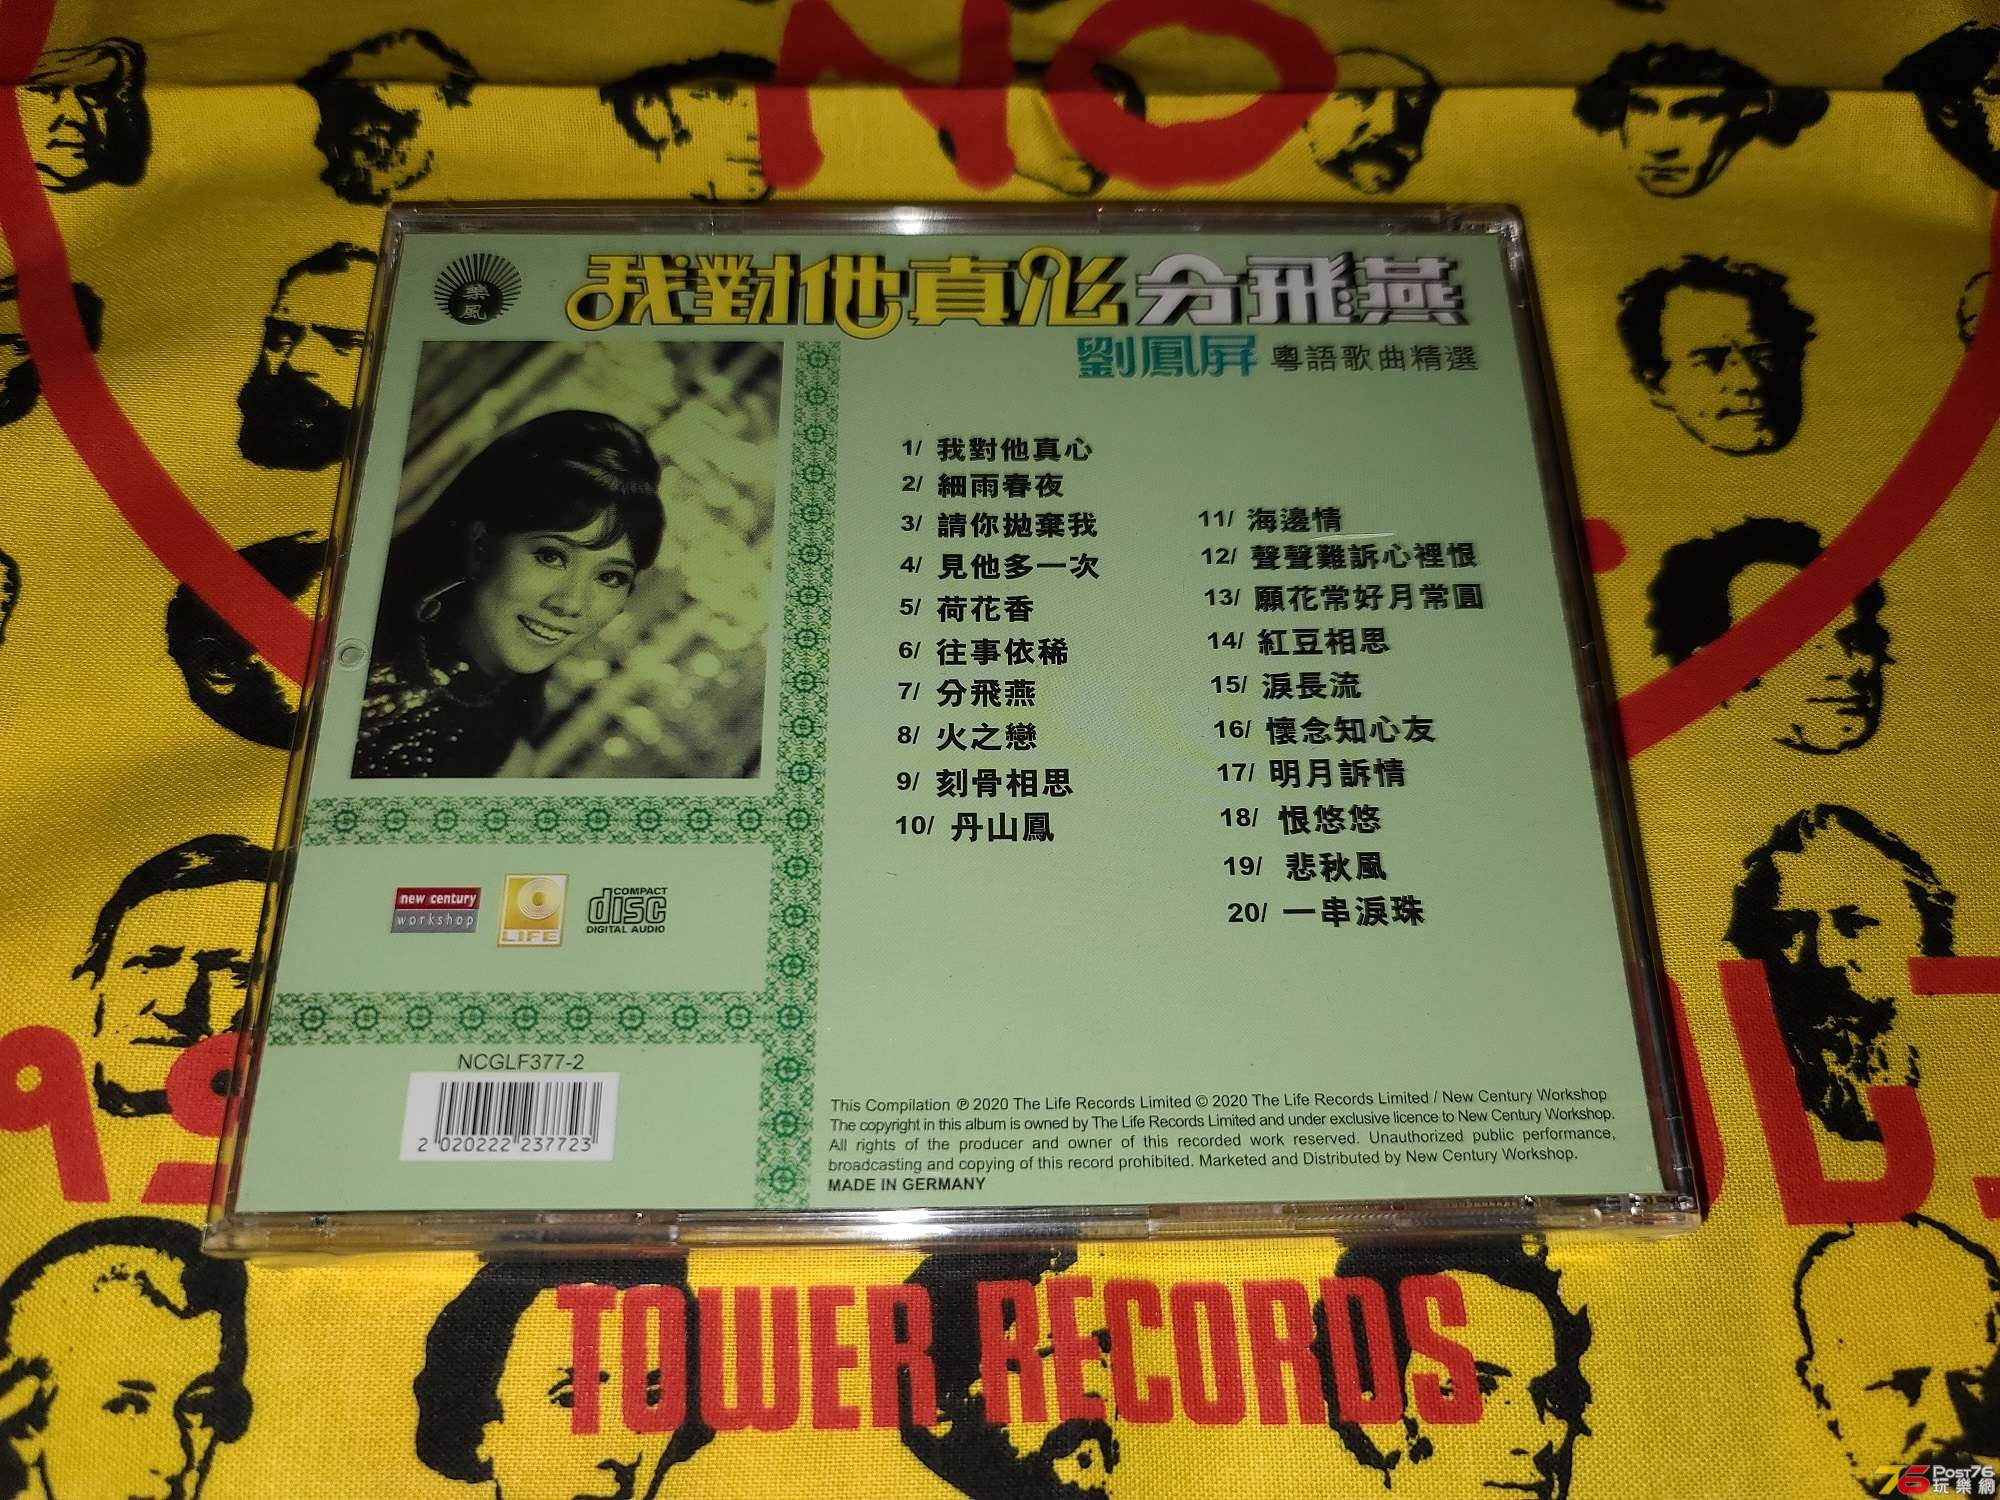 NO
樂風
我對他真心 分飛燕
劉鳳屏 粵語歌曲精選
1/ 我對他真心
2/ 細雨春夜
3/ 請你拋棄我
4/ 見他多一次
5/ 荷花香
6/ 往事依稀
7/ 分飛燕
8/ 火之戀
9/ 刻骨相思
10/ 丹山鳳
11/ 海邊情
12/ 聲聲難訴心裡恨
13/ 願花常好月常圓
14/ 紅豆相思
15/ 淚長流
16/ 懷念知心友
17/ 明月訴情
18/ 恨悠悠
19/ 悲秋風
20/ 一串淚珠
new century
workshop
LIFE
COMPACT
disc
DIGITAL AUDIO
NCGLF377-2
2 020222 237723
This Compilation ℗ 2020 The Life Records Limited © 2020 The Life Records Limited / New Century Workshop
The copyright in this album is owned by The Life Records Limited and under exclusive licence to New Century Workshop.
All rights of the producer and owner of this recorded work reserved. Unauthorized public performance,
broadcasting and copying of this record prohibited. Marketed and Distributed by New Century Workshop.
MADE IN GERMANY
TOWER RECORDS
76 Post76
玩樂網